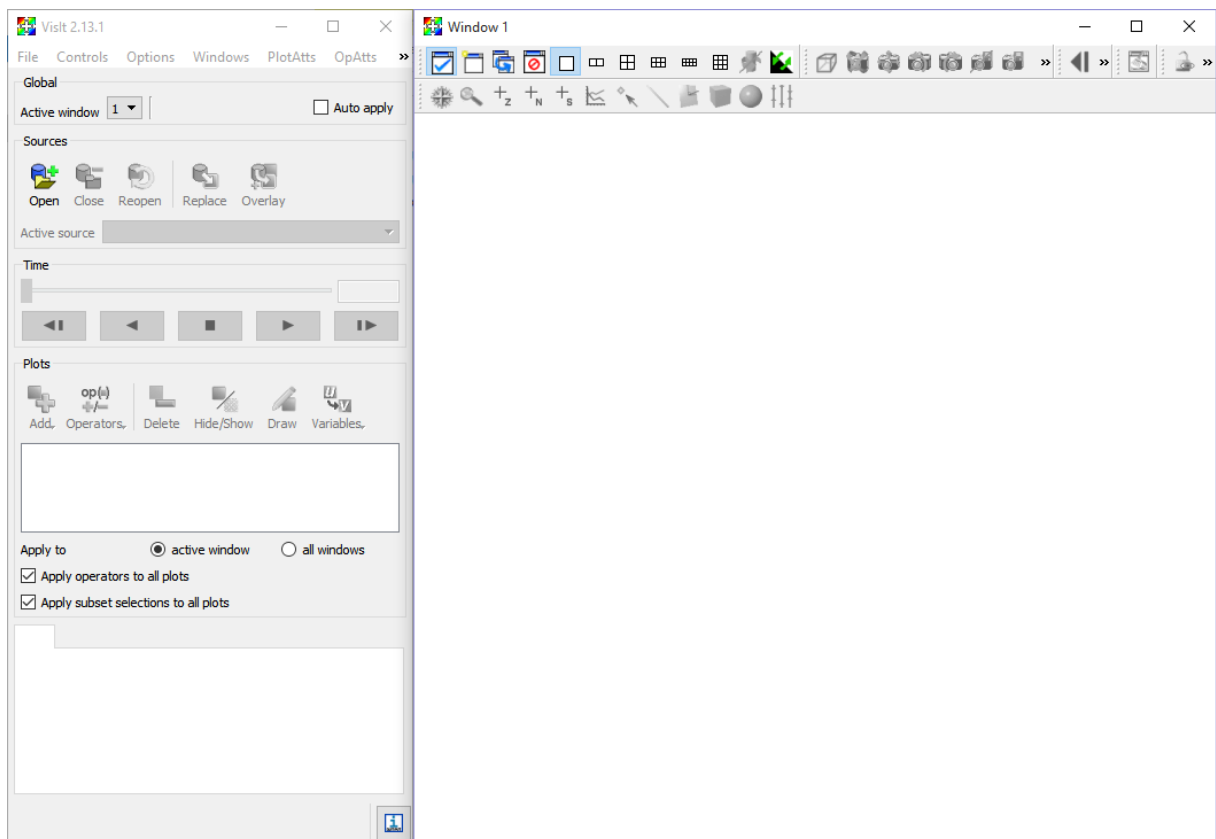 VisIt 2.13.1
File Controls Options Windows PlotAtts OpAtts »
Global
Active window 1 Auto apply
Sources
Open Close Reopen Replace Overlay
Active source
Time
Plots
op(=)
+/−
U
V
Add Operators Delete Hide/Show Draw Variables
Apply to active window all windows
Apply operators to all plots
Apply subset selections to all plots
Window 1
» » »
+Z +N +S